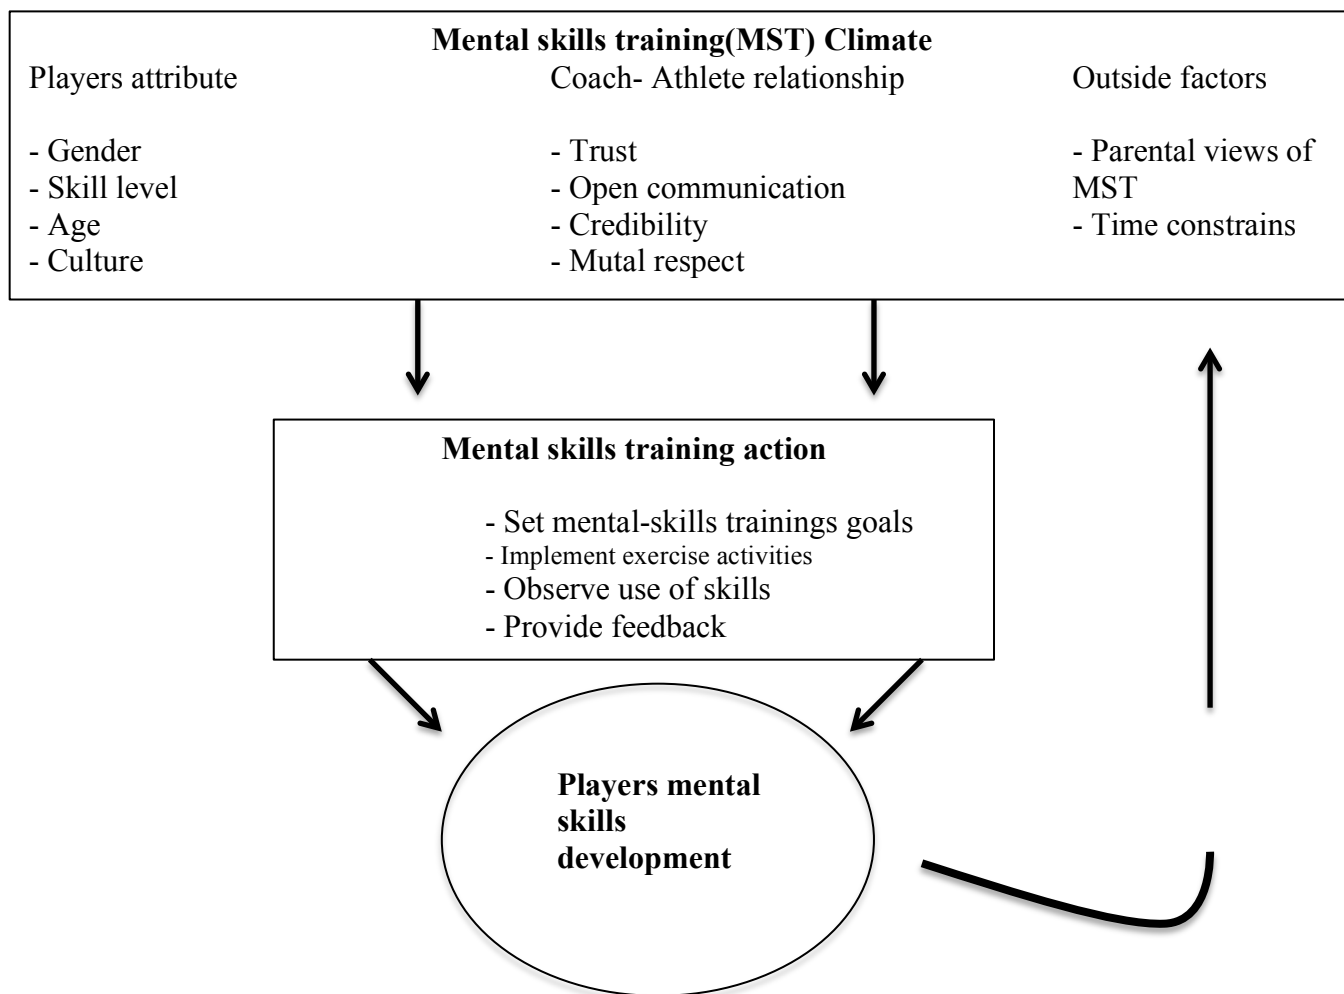 Mental skills training(MST) Climate
Players attribute
Coach- Athlete relationship
Outside factors
- Gender
- Skill level
- Age
- Culture
- Trust
- Open communication
- Credibility
- Mutal respect
- Parental views of
MST
- Time constrains
Mental skills training action
- Set mental-skills trainings goals
- Implement exercise activities
- Observe use of skills
- Provide feedback
Players mental
skills
development